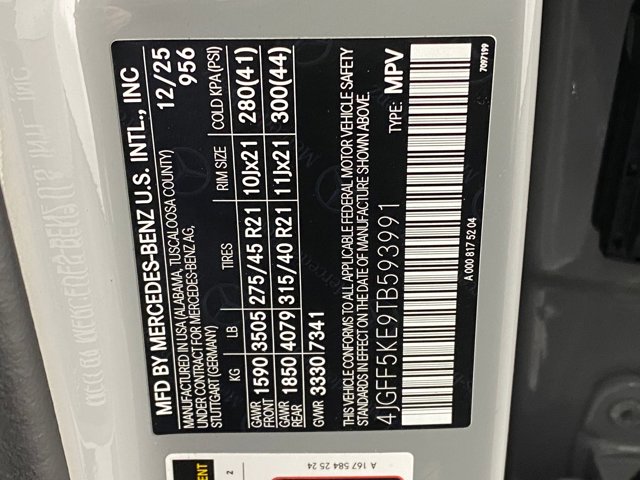 MFD BY MERCEDES-BENZ U.S. INTL., INC
MANUFACTURED IN USA (ALABAMA, TUSCALOOSA COUNTY) 12/25
UNDER CONTRACT FROM MERCEDES-BENZ AG, 956
STUTTGART (GERMANY)
KG LB TIRES RIM SIZE COLD KPA (PSI)
GAWR FRONT 1590 3505 275/45 R21 10Jx21 280(41)
GAWR REAR 1850 4079 315/40 R21 11Jx21 300(44)
GVWR 3330 7341
THIS VEHICLE CONFORMS TO ALL APPLICABLE FEDERAL MOTOR VEHICLE SAFETY
STANDARDS IN EFFECT ON THE DATE OF MANUFACTURE SHOWN ABOVE.
4JGFF5KE9TB593991 TYPE: MPV
A 000 817 52 04
7097199
2
A 167 584 25 24